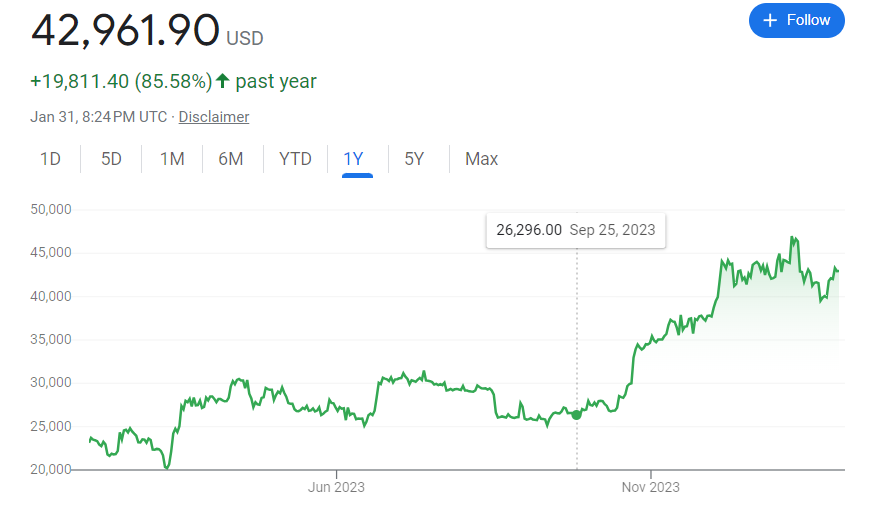 42,961.90 USD
+ Follow
+19,811.40 (85.58%) ↑ past year
Jan 31, 8:24 PM UTC · Disclaimer
1D 5D 1M 6M YTD 1Y 5Y Max
50,000
26,296.00 Sep 25, 2023
45,000
40,000
35,000
30,000
25,000
20,000
Jun 2023 Nov 2023